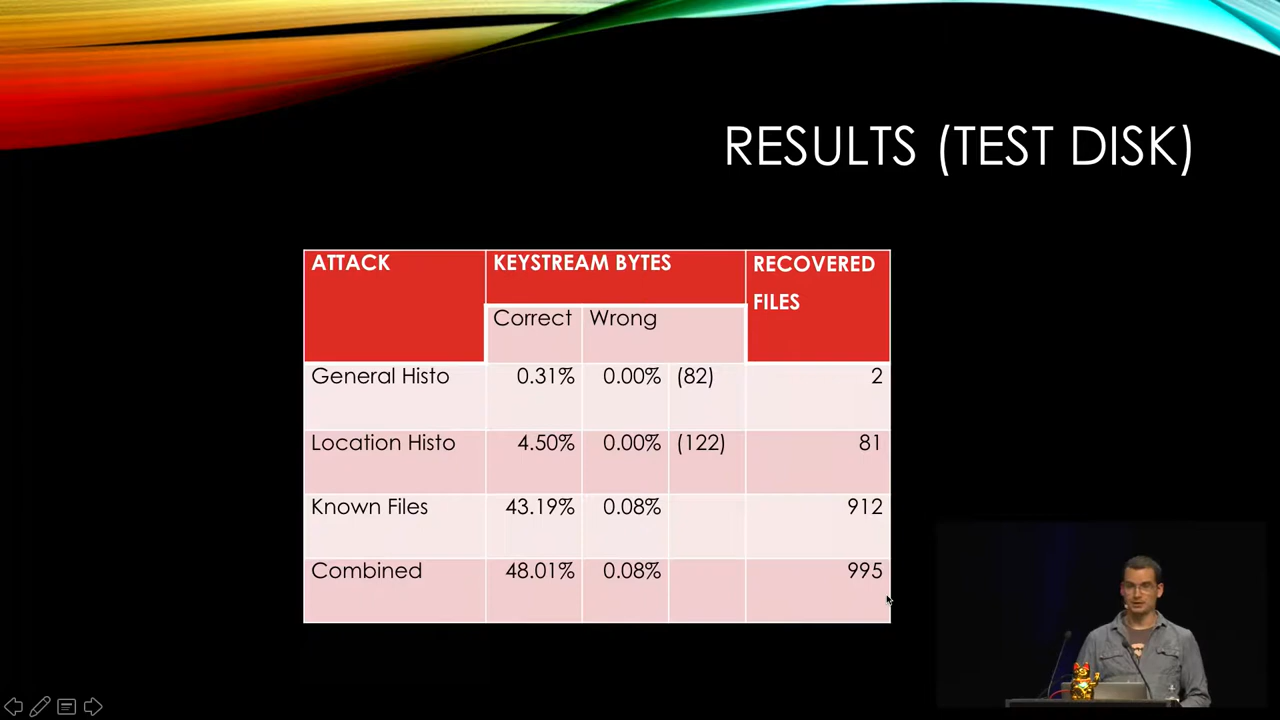 RESULTS (TEST DISK)
ATTACK KEYSTREAM BYTES RECOVERED
FILES
Correct Wrong
General Histo 0.31% 0.00% (82) 2
Location Histo 4.50% 0.00% (122) 81
Known Files 43.19% 0.08% 912
Combined 48.01% 0.08% 995